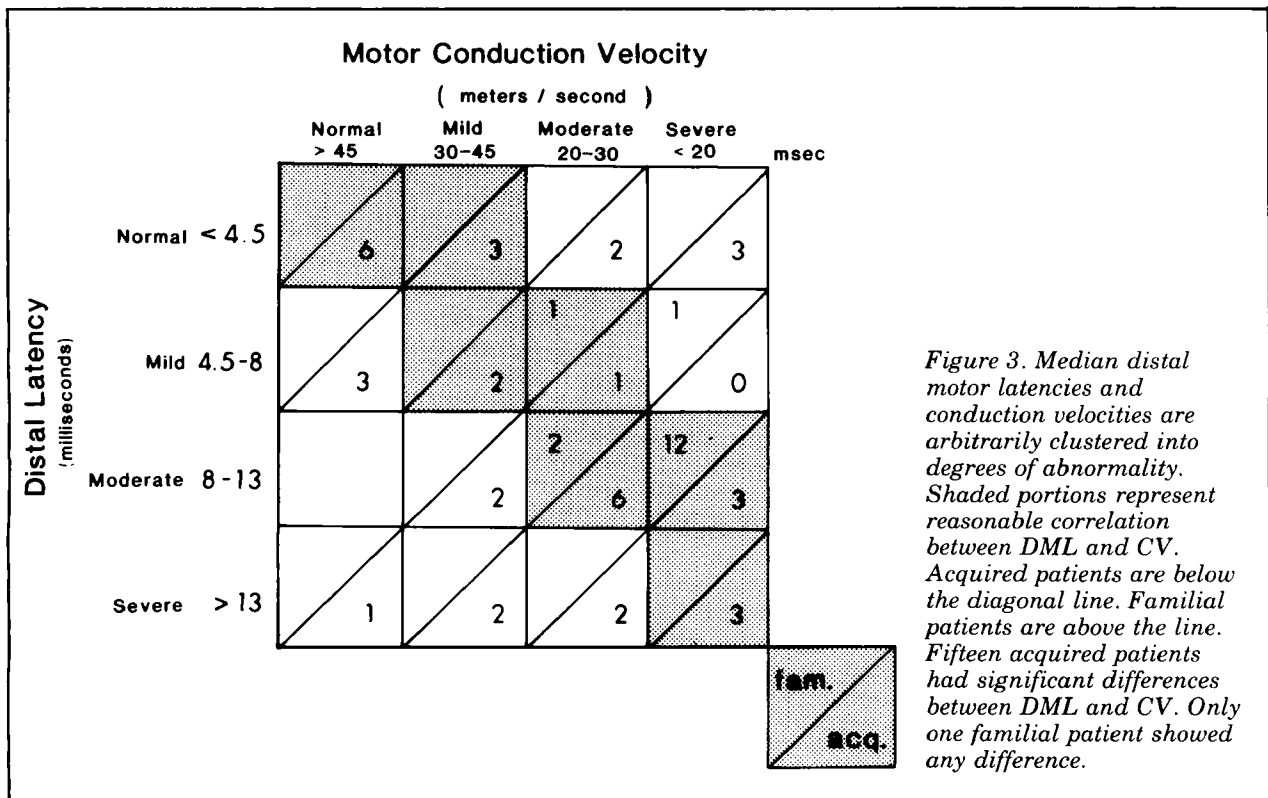 Motor Conduction Velocity
( meters / second )
Normal Mild Moderate Severe
> 45 30-45 20-30 < 20 msec
Distal Latency
(milliseconds)
Normal < 4.5
6 3 2 3
Mild 4.5-8
1 1
3 2 1 0
Moderate 8-13
2 12
2 6 3
Severe > 13
1 2 2 3
fam.
acq.
Figure 3. Median distal
motor latencies and
conduction velocities are
arbitrarily clustered into
degrees of abnormality.
Shaded portions represent
reasonable correlation
between DML and CV.
Acquired patients are below
the diagonal line. Familial
patients are above the line.
Fifteen acquired patients
had significant differences
between DML and CV. Only
one familial patient showed
any difference.